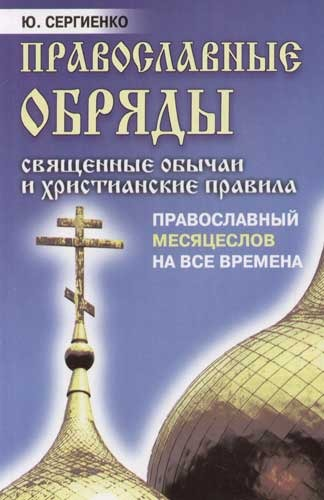 Ю. СЕРГИЕНКО
ПРАВОСЛАВНЫЕ
ОБРЯДЫ
СВЯЩЕННЫЕ ОБЫЧАИ
И ХРИСТИАНСКИЕ ПРАВИЛА
ПРАВОСЛАВНЫЙ
МЕСЯЦЕСЛОВ
НА ВСЕ ВРЕМЕНА